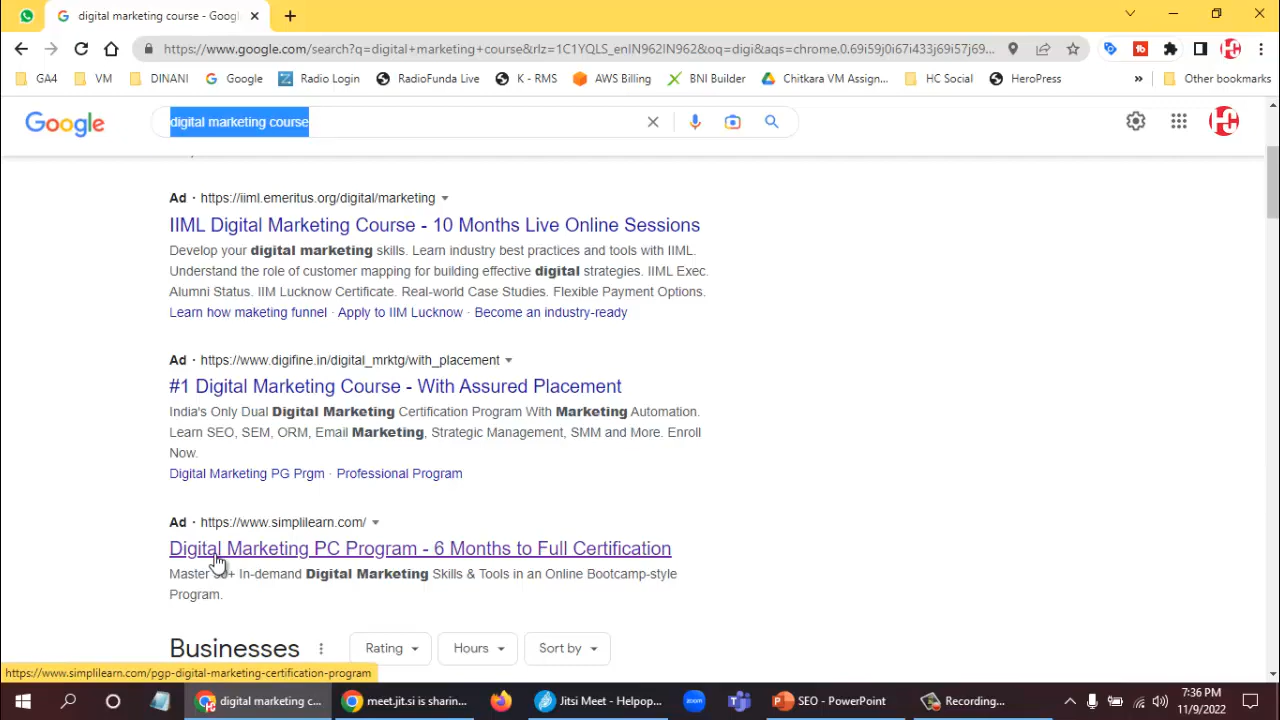 digital marketing course - Goog
https://www.google.com/search?q=digital+marketing+course&rlz=1C1YQLS_enIN962IN962&oq=digi&aqs=chrome.0.69i59j0i67i433j69i57j69...
GA4 VM DINANI Google Radio Login RadioFunda Live K - RMS AWS Billing BNI Builder Chitkara VM Assign... HC Social HeroPress » Other bookmarks
Google digital marketing course
Ad · https://iiml.emeritus.org/digital/marketing
IIML Digital Marketing Course - 10 Months Live Online Sessions
Develop your digital marketing skills. Learn industry best practices and tools with IIML.
Understand the role of customer mapping for building effective digital strategies. IIML Exec.
Alumni Status. IIM Lucknow Certificate. Real-world Case Studies. Flexible Payment Options.
Learn how maketing funnel · Apply to IIM Lucknow · Become an industry-ready
Ad · https://www.digifine.in/digital_mrktg/with_placement
#1 Digital Marketing Course - With Assured Placement
India's Only Dual Digital Marketing Certification Program With Marketing Automation.
Learn SEO, SEM, ORM, Email Marketing, Strategic Management, SMM and More. Enroll
Now.
Digital Marketing PG Prgm · Professional Program
Ad · https://www.simplilearn.com/
Digital Marketing PC Program - 6 Months to Full Certification
Master In-demand Digital Marketing Skills & Tools in an Online Bootcamp-style
Program.
Businesses Rating Hours Sort by
https://www.simplilearn.com/pgp-digital-marketing-certification-program
digital marketing c... meet.jit.si is sharin... Jitsi Meet - Helpop... zoom SEO - PowerPoint Recording...
7:36 PM
11/9/2022